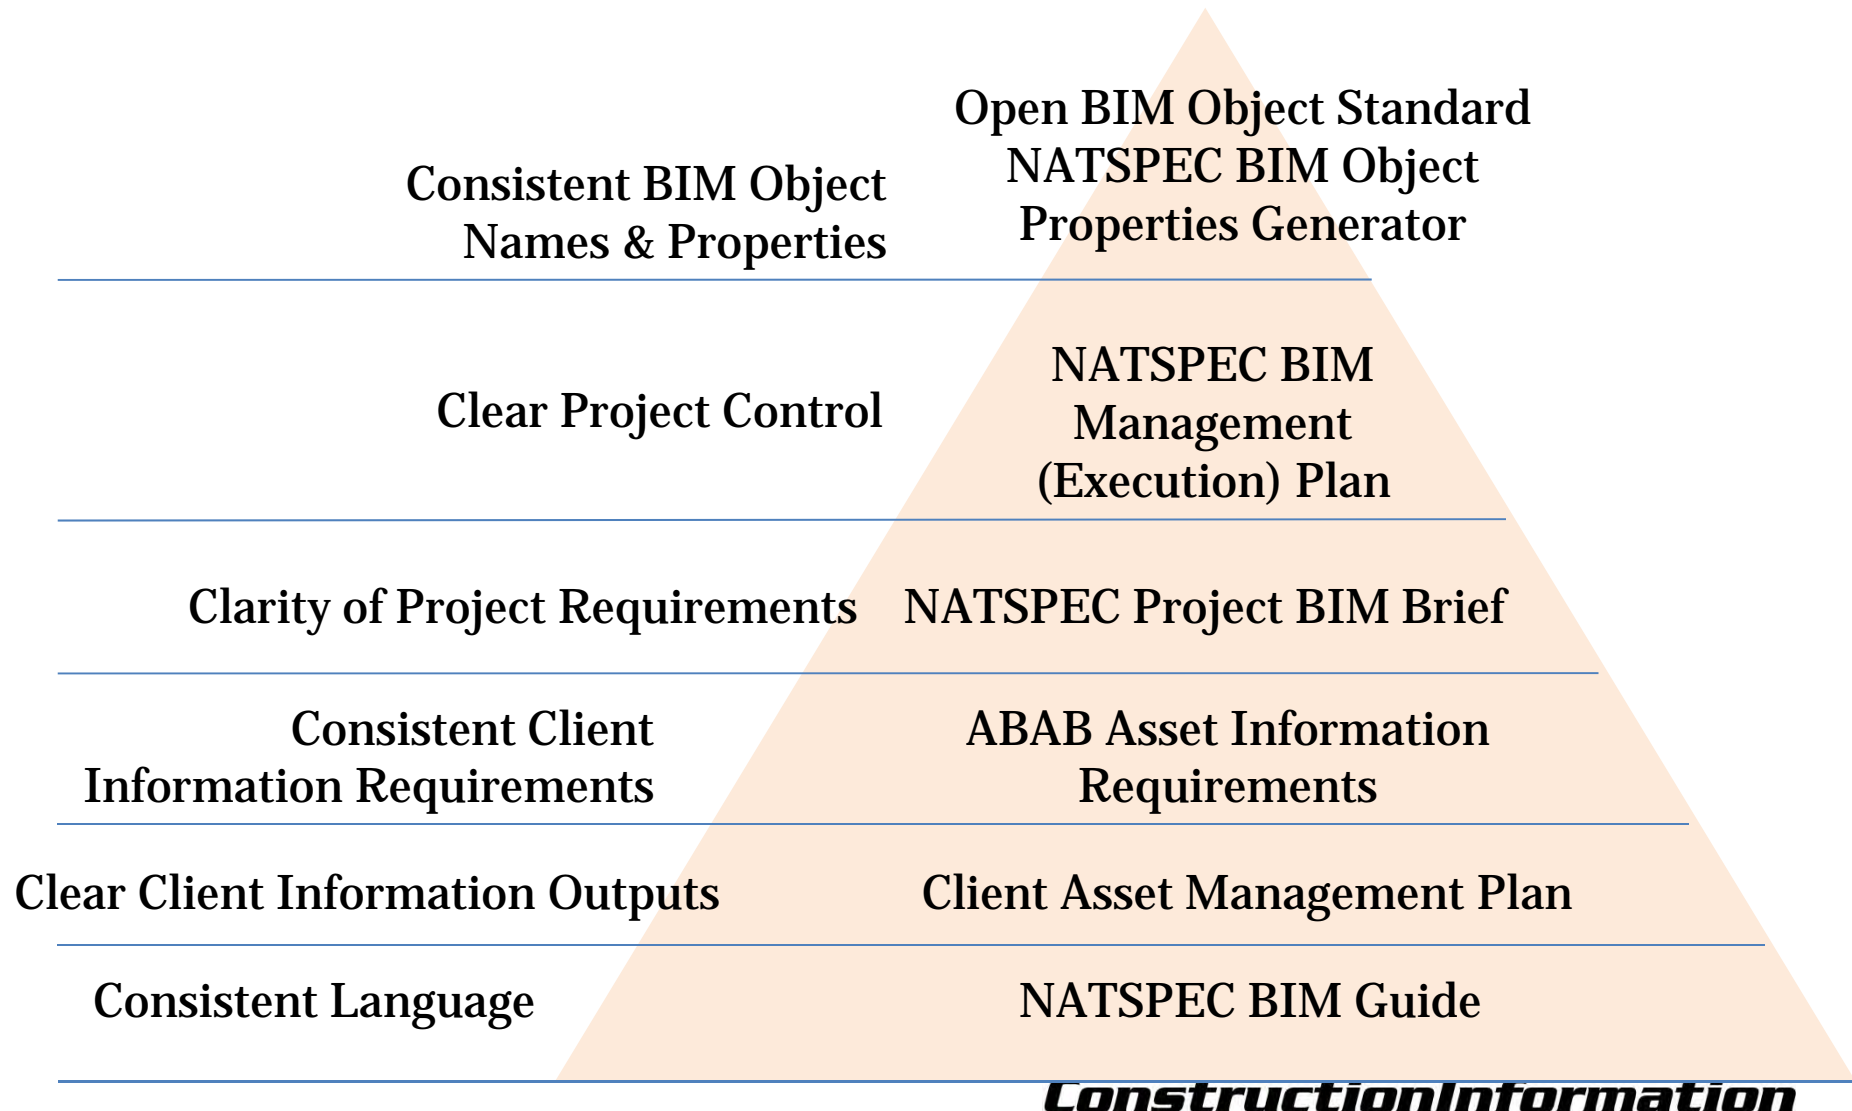 Open BIM Object Standard
NATSPEC BIM Object
Properties Generator
Consistent BIM Object
Names & Properties
NATSPEC BIM
Management
(Execution) Plan
Clear Project Control
Clarity of Project Requirements
NATSPEC Project BIM Brief
Consistent Client
Information Requirements
ABAB Asset Information
Requirements
Clear Client Information Outputs
Client Asset Management Plan
Consistent Language
NATSPEC BIM Guide
ConstructionInformation